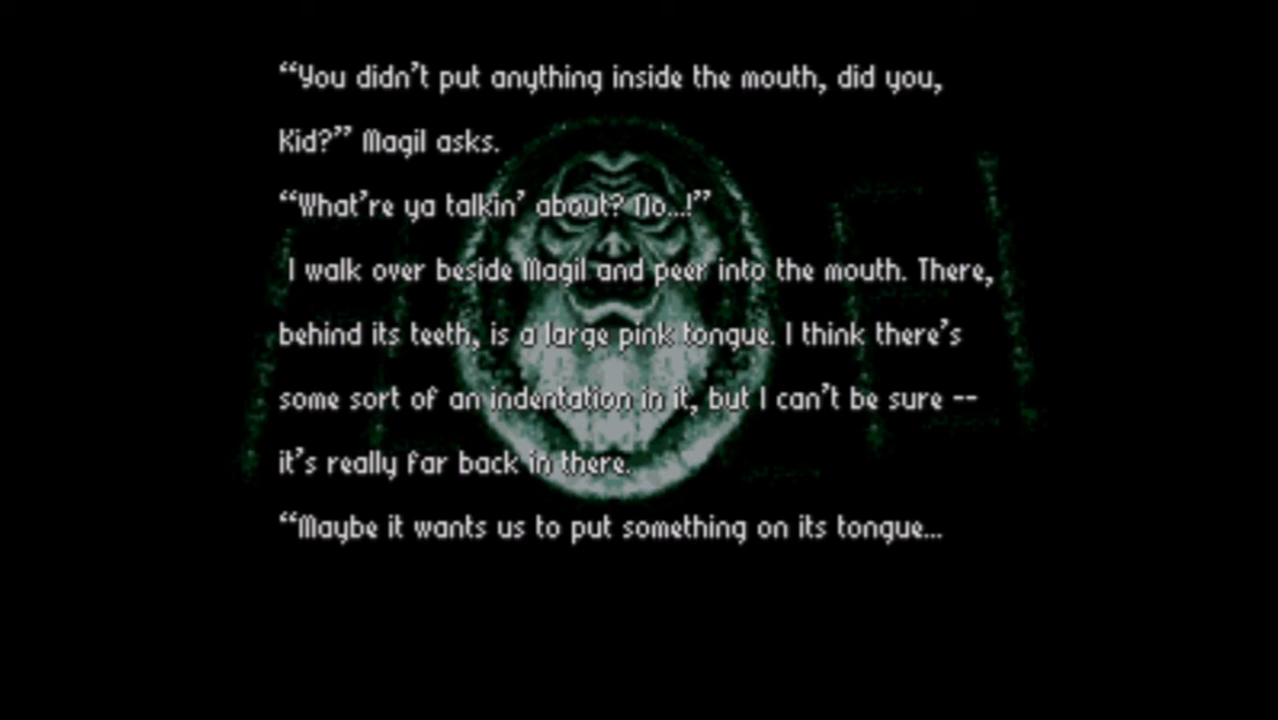 “You didn’t put anything inside the mouth, did you,
Kid?” Magil asks.
“What’re ya talkin’ about? No...!”
I walk over beside Magil and peer into the mouth. There,
behind its teeth, is a large pink tongue. I think there’s
some sort of an indentation in it, but I can’t be sure --
it’s really far back in there.
“Maybe it wants us to put something on its tongue...